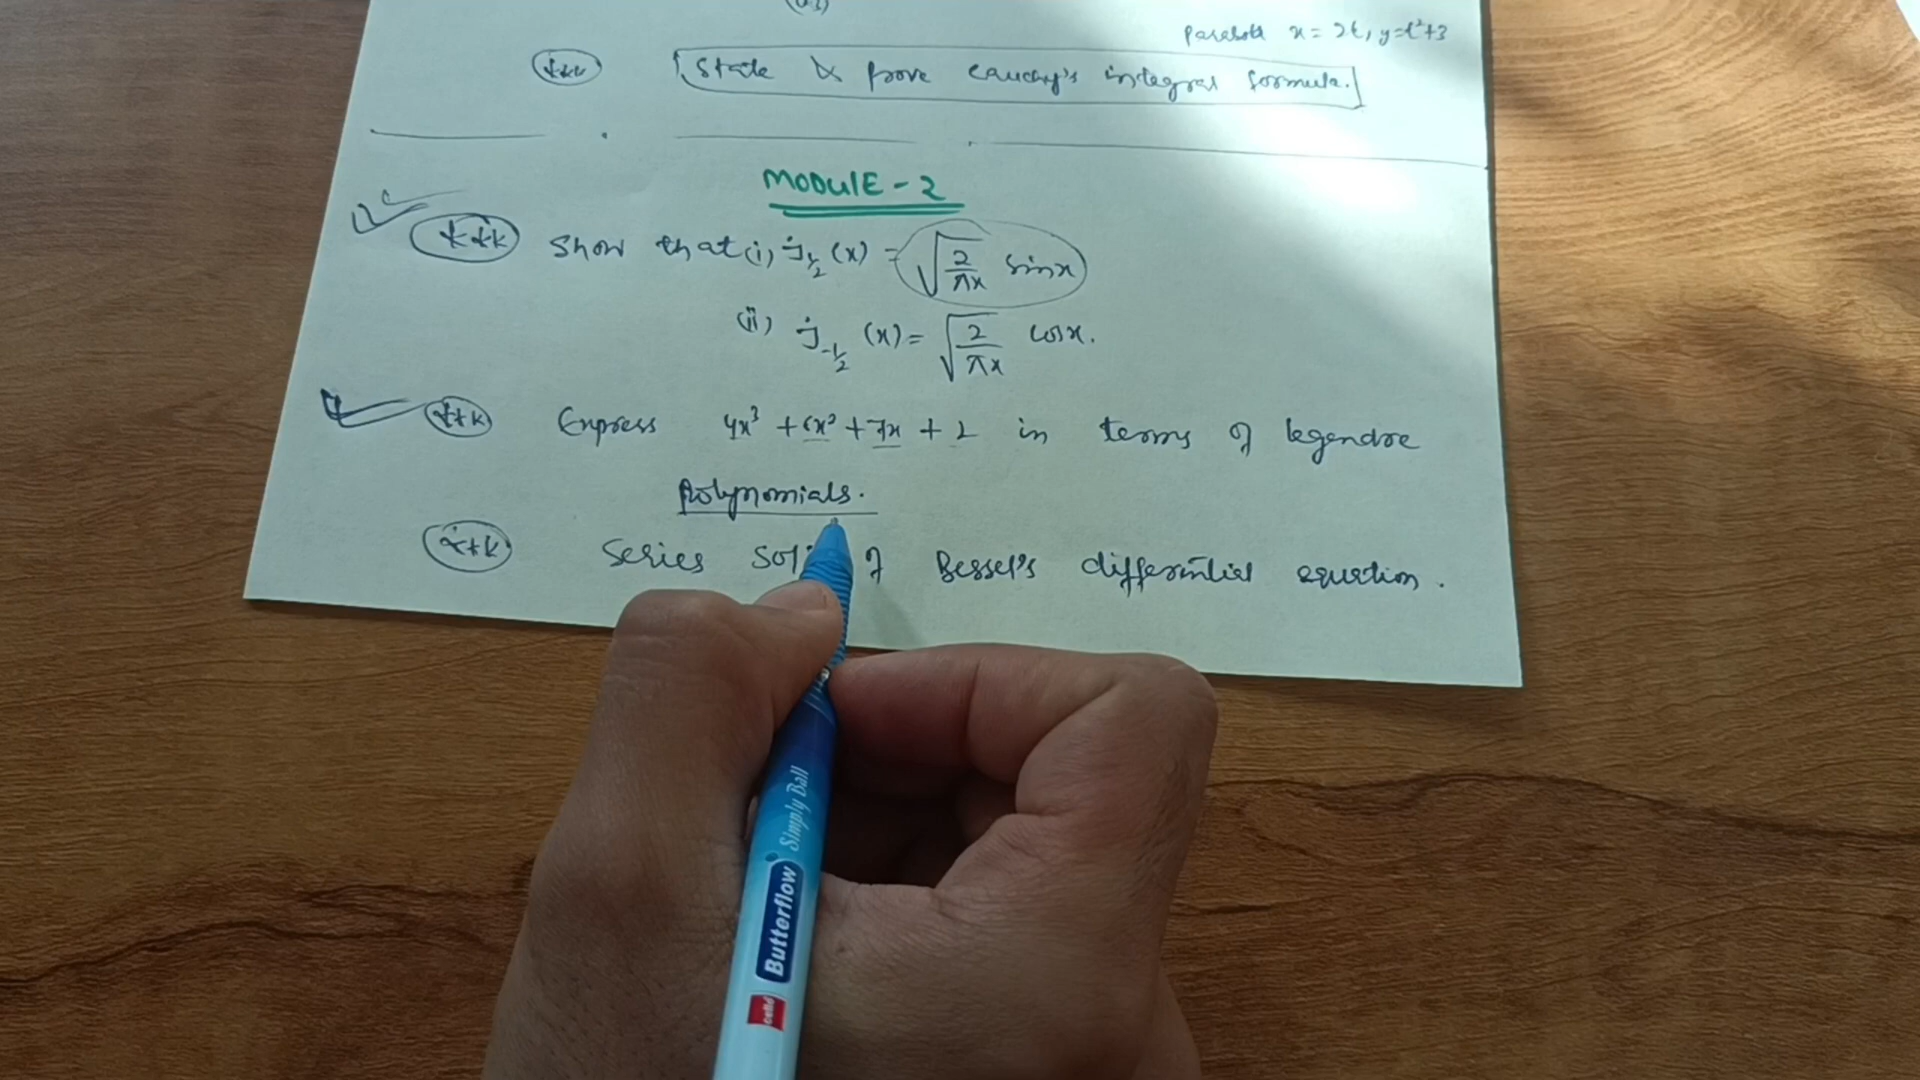 Parabola x = 2t, y=t²+3
*** State & prove Cauchy's integral formula.
MODULE - 2
*** Show that (i) J½(x) = √(2/πx) sinx
(ii) J-½(x) = √(2/πx) cosx.
*** Express 4x³ + 6x² + 7x + 2 in terms of legendre
Polynomials.
*** Series of Bessel's differential equation.
Simply Ball
Butterflow
cello